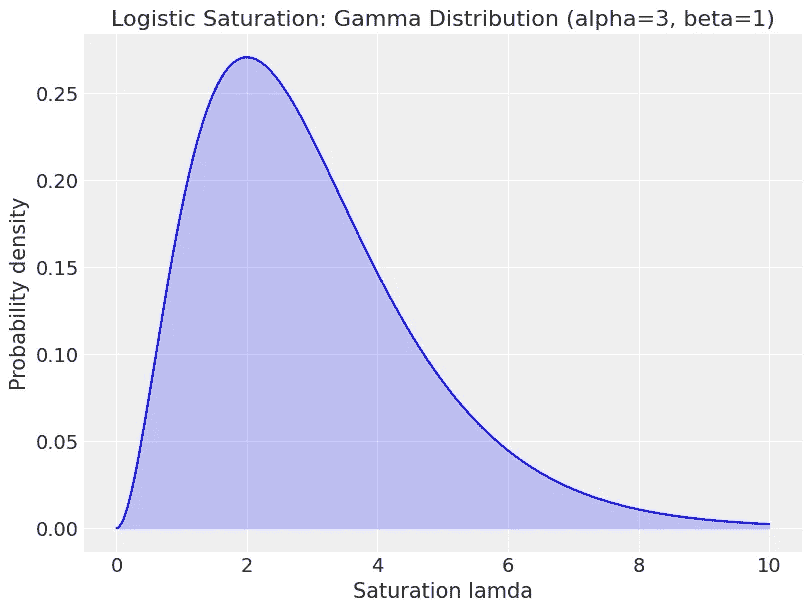 Logistic Saturation: Gamma Distribution (alpha=3, beta=1)
Probability density
0.25
0.20
0.15
0.10
0.05
0.00
0 2 4 6 8 10
Saturation lamda